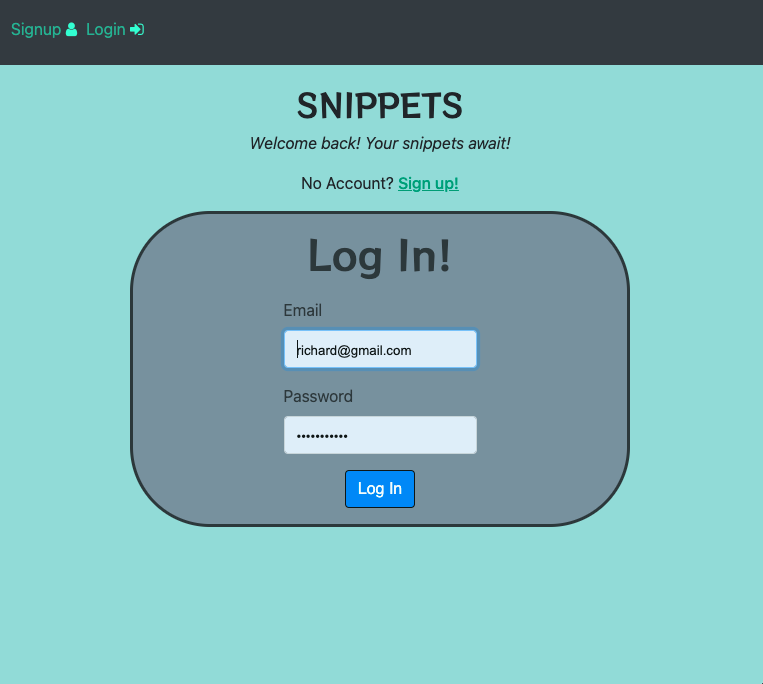 Signup Login
SNIPPETS
Welcome back! Your snippets await!
No Account? Sign up!
Log In!
Email
richard@gmail.com
Password
•••••••••••
Log In